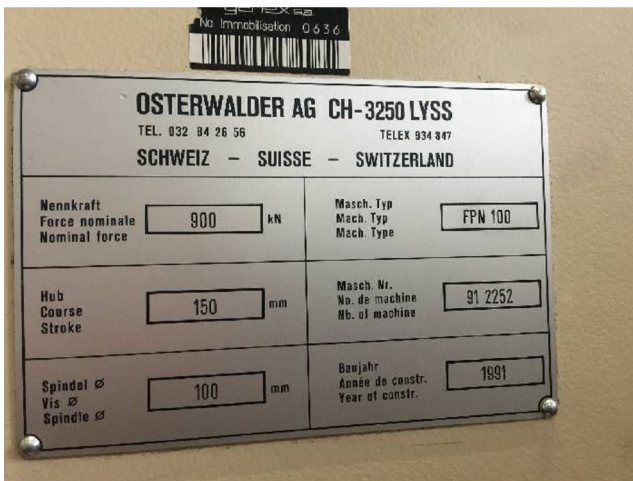 No Immobilisation 0636
OSTERWALDER AG CH-3250 LYSS
TEL. 032 84 26 56 TELEX 934 847
SCHWEIZ – SUISSE – SWITZERLAND
Nennkraft
Force nominale
Nominal force
900 kN
Masch. Typ
Mach. Typ
Mach. Type
FPN 100
Hub
Course
Stroke
150 mm
Masch. Nr.
No. de machine
Nb. of machine
91 2252
Spindel Ø
Vis Ø
Spindle Ø
100 mm
Baujahr
Année de constr.
Year of constr.
1991